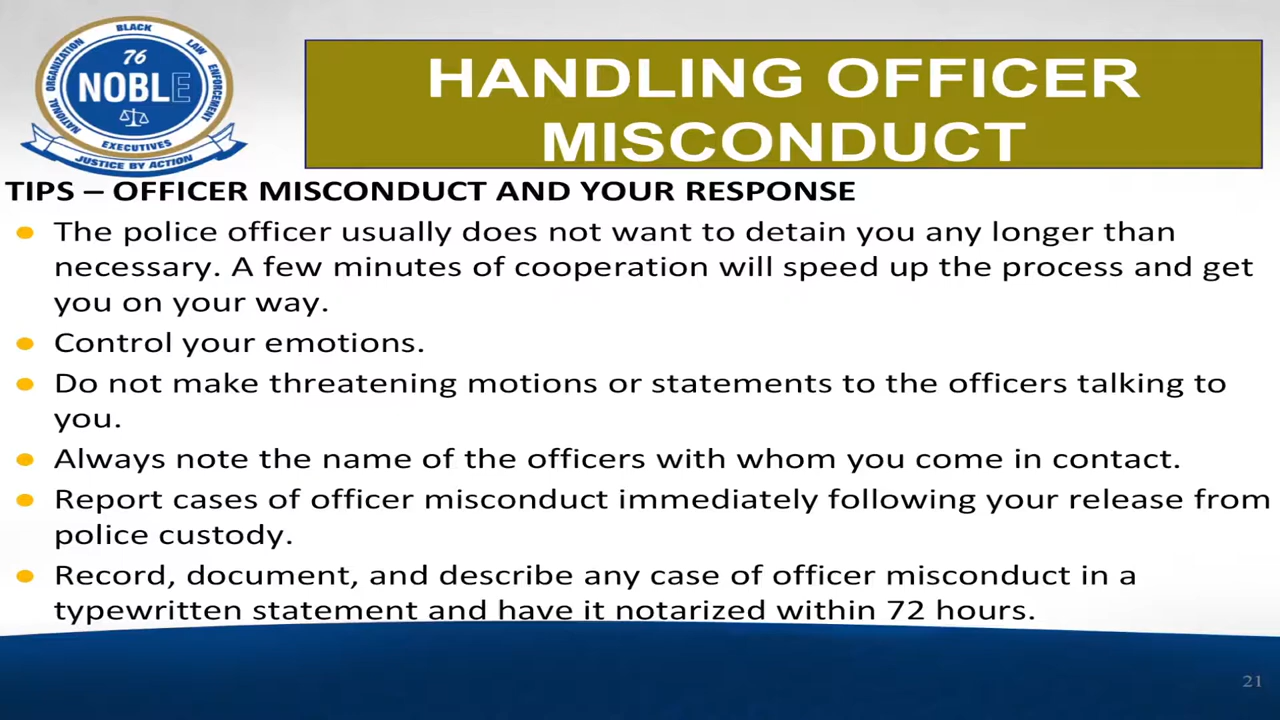 BLACK
NATIONAL ORGANIZATION
LAW ENFORCEMENT
76
NOBLE
EXECUTIVES
JUSTICE BY ACTION
HANDLING OFFICER
MISCONDUCT
TIPS – OFFICER MISCONDUCT AND YOUR RESPONSE
The police officer usually does not want to detain you any longer than
necessary. A few minutes of cooperation will speed up the process and get
you on your way.
Control your emotions.
Do not make threatening motions or statements to the officers talking to
you.
Always note the name of the officers with whom you come in contact.
Report cases of officer misconduct immediately following your release from
police custody.
Record, document, and describe any case of officer misconduct in a
typewritten statement and have it notarized within 72 hours.
21